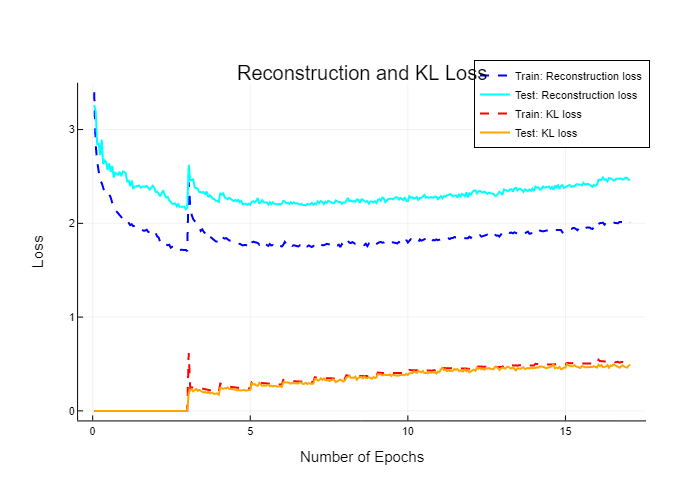 Reconstruction and KL Loss
Train: Reconstruction loss
Test: Reconstruction loss
Train: KL loss
Test: KL loss
Loss
3
2
1
0
0
5
10
15
Number of Epochs